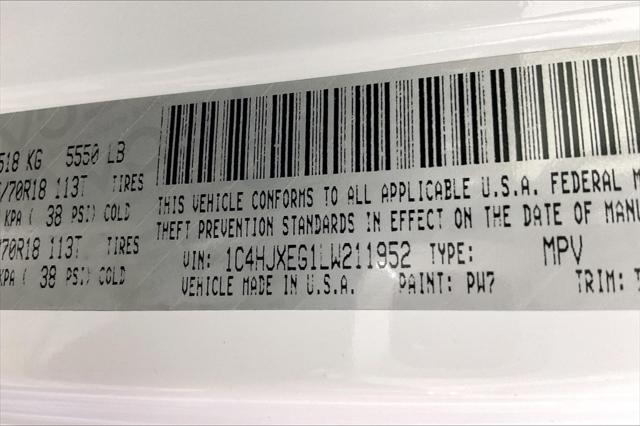 518 KG 5550 LB
/70R18 113T TIRES
KPA ( 38 PSI) COLD
/70R18 113T TIRES
KPA ( 38 PSI) COLD
THIS VEHICLE CONFORMS TO ALL APPLICABLE U.S.A. FEDERAL M
THEFT PREVENTION STANDARDS IN EFFECT ON THE DATE OF MANU
VIN: 1C4HJXEG1LW211952 TYPE: MPV
VEHICLE MADE IN U.S.A. PAINT: PW7 TRIM: